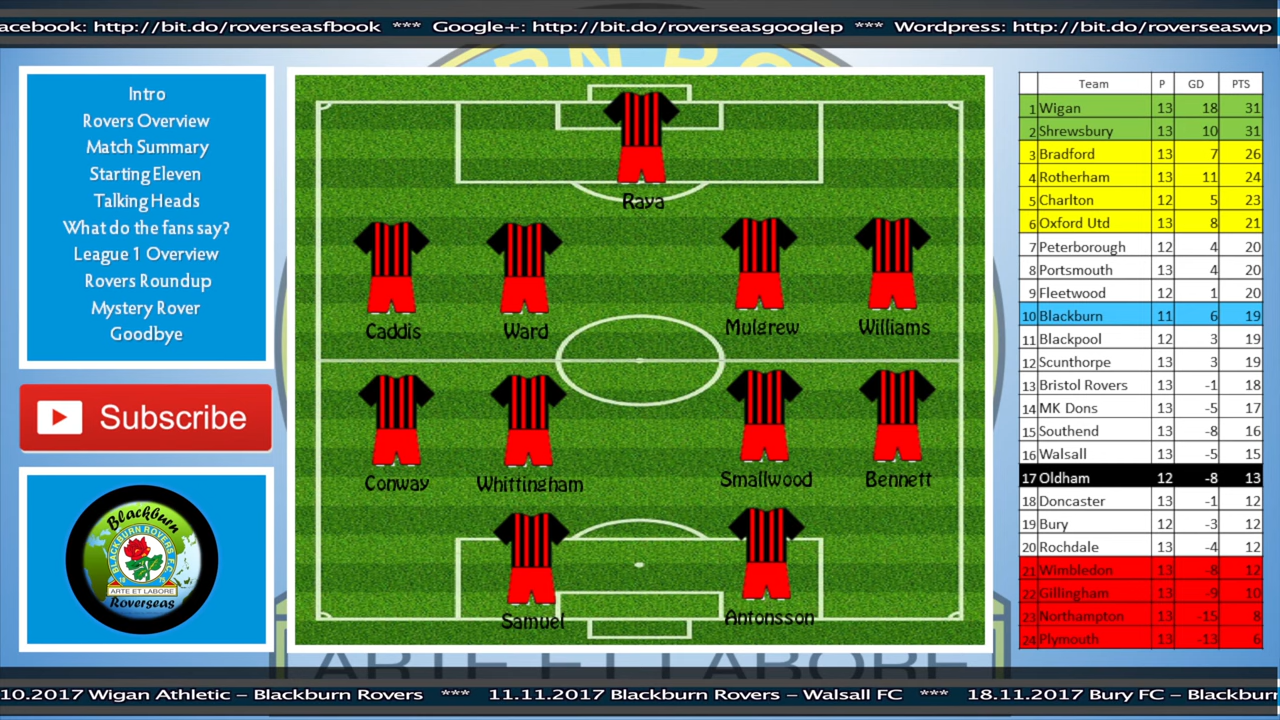 acebook: http://bit.do/roverseasfbook *** Google+: http://bit.do/roverseasgooglep *** Wordpress: http://bit.do/roverseaswp
Intro
Rovers Overview
Match Summary
Starting Eleven
Talking Heads
What do the fans say?
League 1 Overview
Rovers Roundup
Mystery Rover
Goodbye
Subscribe
Blackburn
BLACKBURN ROVERS F.C.
18 75
ARTE ET LABORE
Roverseas
Raya
Caddis Ward Mulgrew Williams
Conway Whittingham Smallwood Bennett
Samuel Antonsson
Team P GD PTS
1 Wigan 13 18 31
2 Shrewsbury 13 10 31
3 Bradford 13 7 26
4 Rotherham 13 11 24
5 Charlton 12 5 23
6 Oxford Utd 13 8 21
7 Peterborough 12 4 20
8 Portsmouth 13 4 20
9 Fleetwood 12 1 20
10 Blackburn 11 6 19
11 Blackpool 12 3 19
12 Scunthorpe 13 3 19
13 Bristol Rovers 13 -1 18
14 MK Dons 13 -5 17
15 Southend 13 -8 16
16 Walsall 13 -5 15
17 Oldham 12 -8 13
18 Doncaster 13 -1 12
19 Bury 12 -3 12
20 Rochdale 13 -4 12
21 Wimbledon 13 -8 12
22 Gillingham 13 -9 10
23 Northampton 13 -15 8
24 Plymouth 13 -13 6
ARTE ET LABORE
10.2017 Wigan Athletic – Blackburn Rovers *** 11.11.2017 Blackburn Rovers – Walsall FC *** 18.11.2017 Bury FC – Blackbur